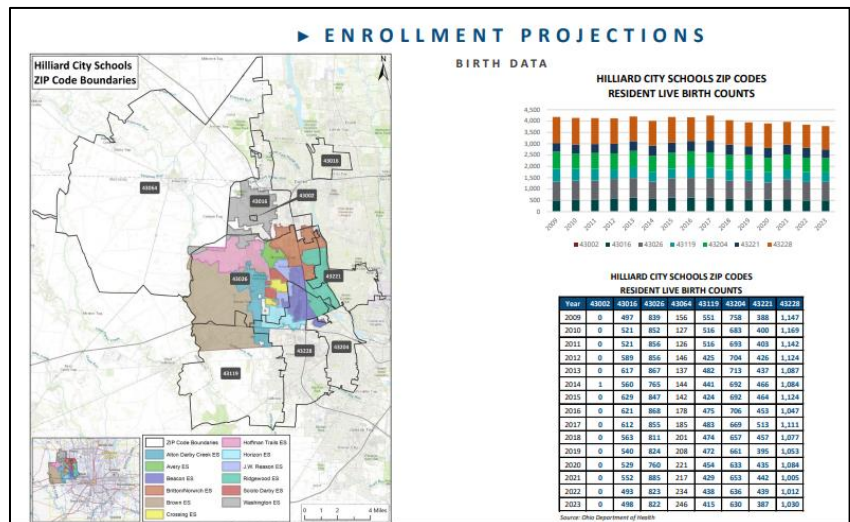 ► ENROLLMENT PROJECTIONS
BIRTH DATA
Hilliard City Schools
ZIP Code Boundaries
N
43064
43016
43016
43002
43026
43221
43228
43204
43119
ZIP Code Boundaries
Alton Darby Creek ES
Avery ES
Beacon ES
Britton/Norwich ES
Brown ES
Crossing ES
Hoffman Trails ES
Horizon ES
J.W. Reason ES
Ridgewood ES
Scioto Darby ES
Washington ES
0 1 2 4 Miles
HILLIARD CITY SCHOOLS ZIP CODES
RESIDENT LIVE BIRTH COUNTS
4,500
4,000
3,500
3,000
2,500
2,000
1,500
1,000
500
0
2009 2010 2011 2012 2013 2014 2015 2016 2017 2018 2019 2020 2021 2022 2023
43002 43016 43026 43119 43204 43221 43228
HILLIARD CITY SCHOOLS ZIP CODES
RESIDENT LIVE BIRTH COUNTS
Year 43002 43016 43026 43064 43119 43204 43221 43228
2009 0 497 839 156 551 758 388 1,147
2010 0 521 852 127 516 683 400 1,169
2011 0 521 856 126 516 693 403 1,142
2012 0 589 856 146 425 704 426 1,124
2013 0 617 867 137 482 713 437 1,087
2014 1 560 765 144 441 692 466 1,084
2015 0 629 847 142 424 692 464 1,124
2016 0 621 868 178 475 706 453 1,047
2017 0 612 855 185 483 669 513 1,111
2018 0 563 811 201 474 657 457 1,077
2019 0 540 824 208 472 661 395 1,053
2020 0 529 760 221 454 633 435 1,084
2021 0 552 885 217 429 653 442 1,005
2022 0 493 823 234 438 636 439 1,012
2023 0 498 822 246 415 630 387 1,030
Source: Ohio Department of Health